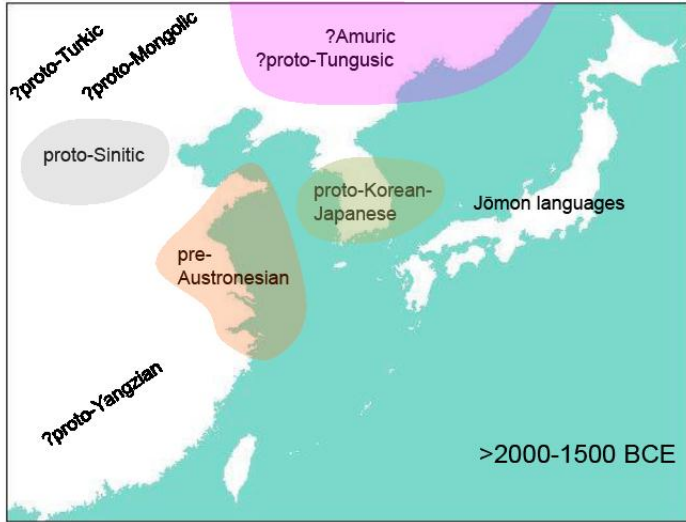 ?proto-Turkic
?proto-Mongolic
?Amuric
?proto-Tungusic
proto-Sinitic
proto-Korean-
Japanese
Jōmon languages
pre-
Austronesian
?proto-Yangzian
>2000-1500 BCE